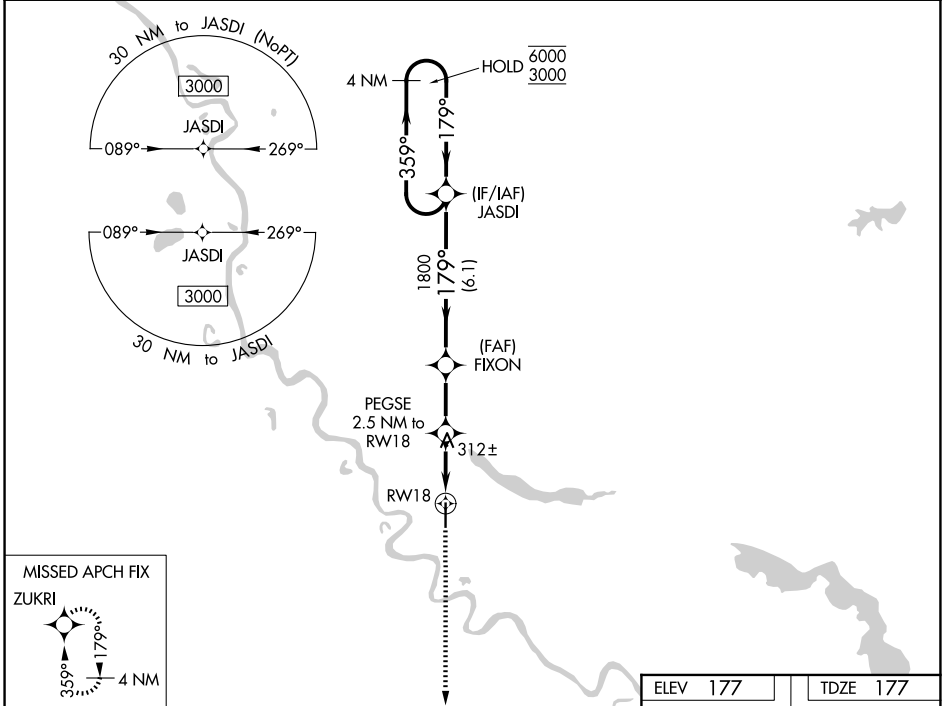 30 NM to JASDI (NoPT)
3000
JASDI
089°
269°
089°
269°
JASDI
3000
30 NM to JASDI
4 NM
HOLD
6000
3000
359°
179°
(IF/IAF)
JASDI
1800
179°
(6.1)
(FAF)
FIXON
PEGSE
2.5 NM to
RW18
312±
RW18
MISSED APCH FIX
ZUKRI
359°
179°
4 NM
ELEV 177
TDZE 177